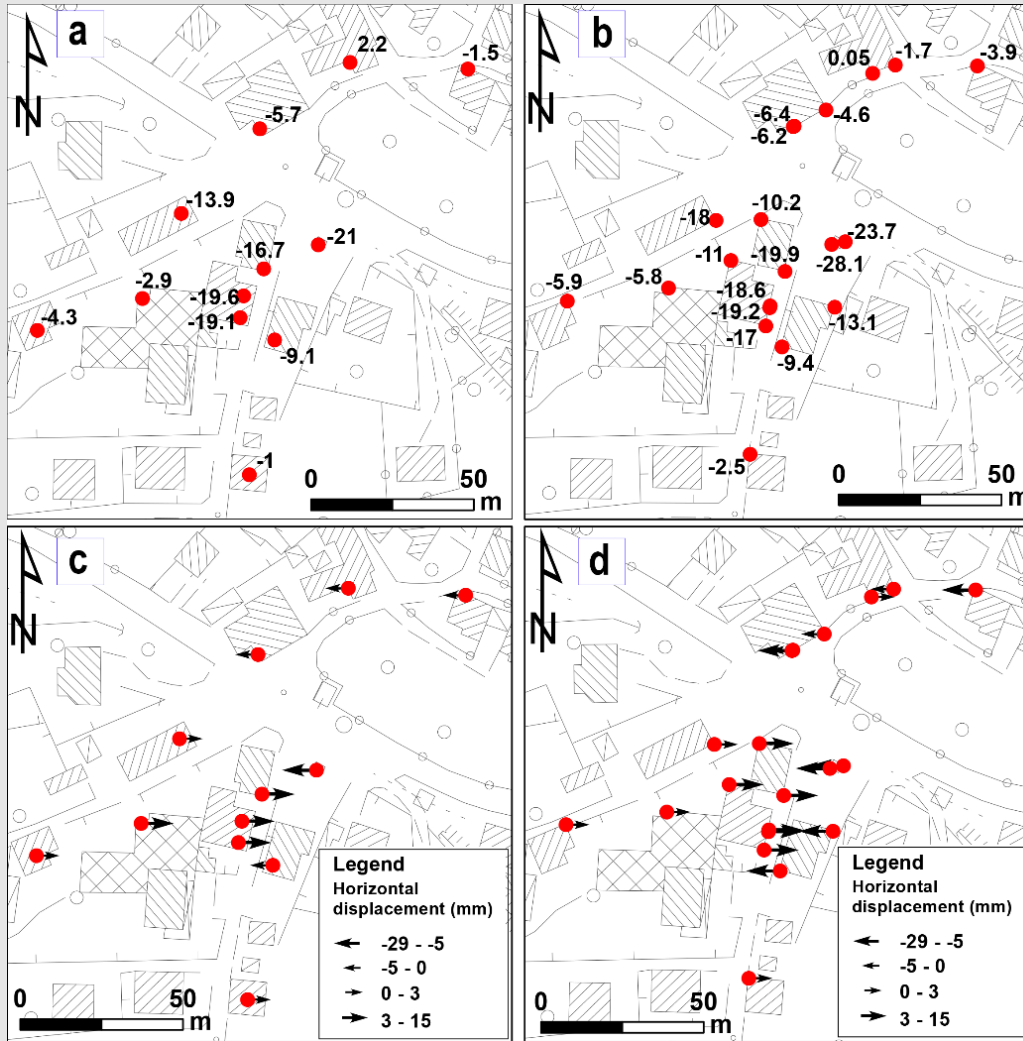 a
N
2.2
-1.5
-5.7
-13.9
-21
-16.7
-2.9
-19.6
-4.3
-19.1
-9.1
-1
0 50
m
b
N
0.05
-1.7
-3.9
-6.4
-4.6
-6.2
-18
-10.2
-23.7
-11
-19.9
-28.1
-5.9
-5.8
-18.6
-19.2
-13.1
-17
-9.4
-2.5
0 50
m
c
N
Legend
Horizontal
displacement (mm)
-29 - -5
-5 - 0
0 - 3
3 - 15
0 50
m
d
N
Legend
Horizontal
displacement (mm)
-29 - -5
-5 - 0
0 - 3
3 - 15
0 50
m